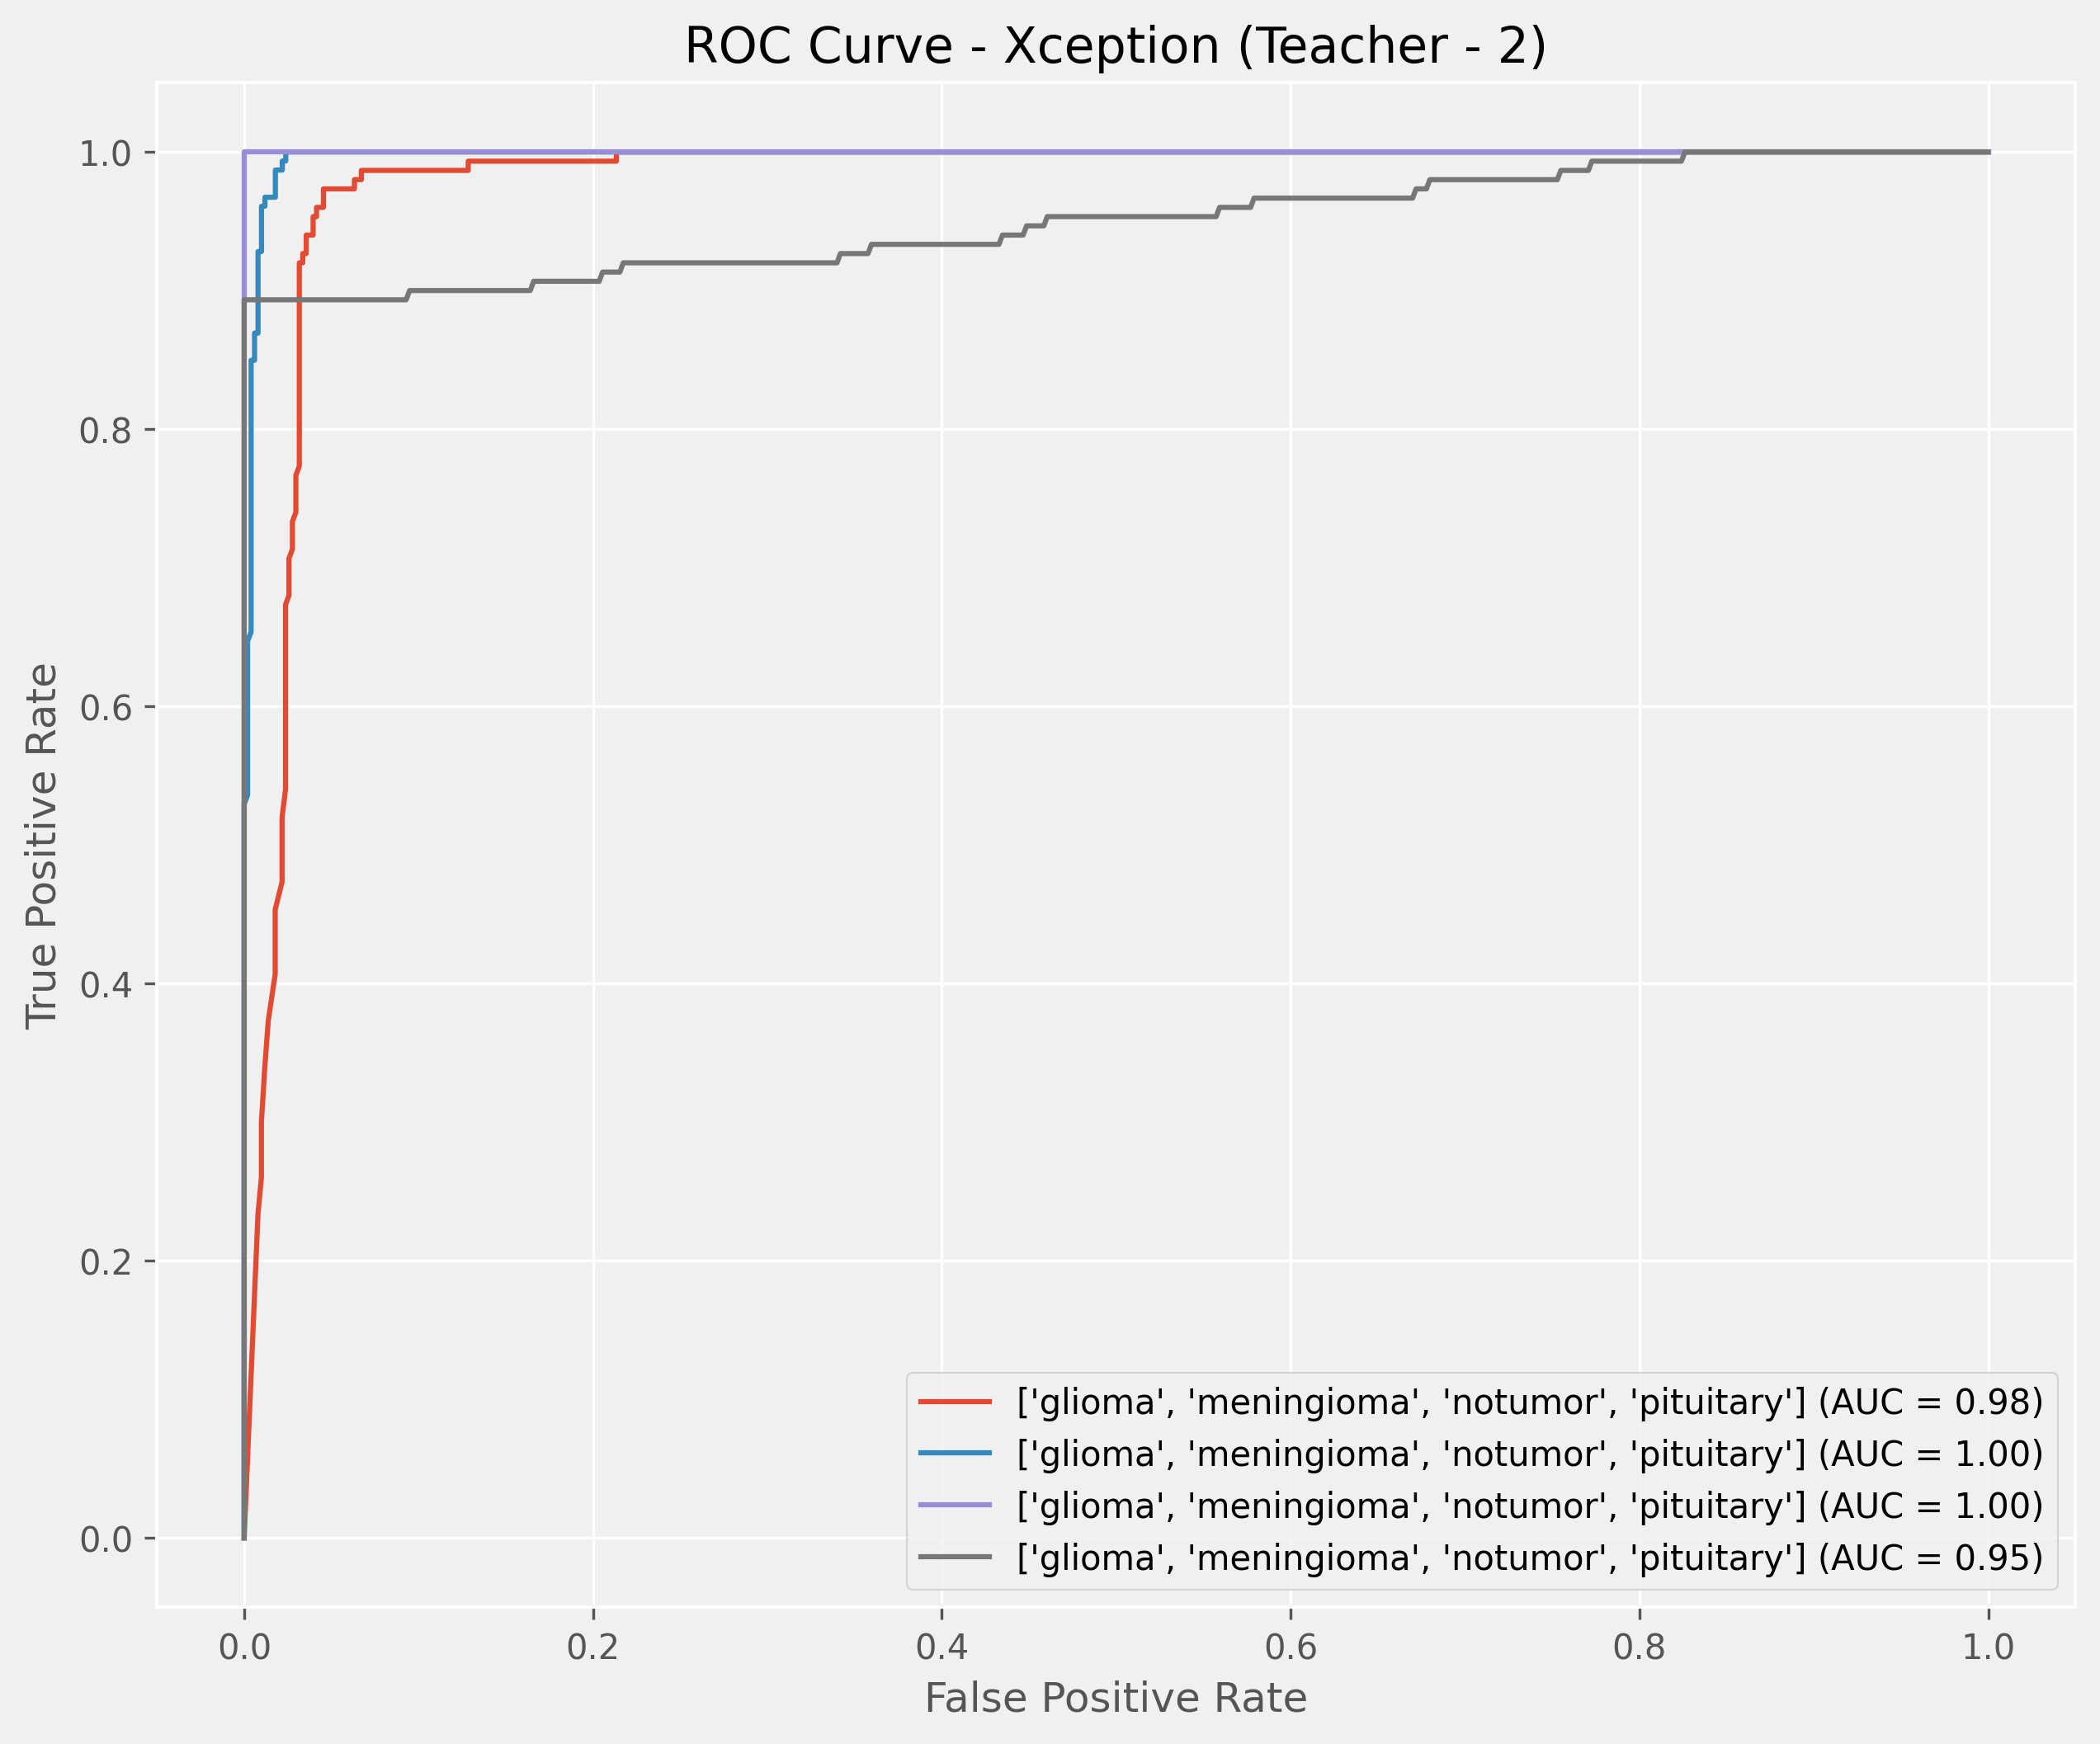 ROC Curve - Xception (Teacher - 2)
True Positive Rate
1.0
0.8
0.6
0.4
0.2
0.0
['glioma', 'meningioma', 'notumor', 'pituitary'] (AUC = 0.98)
['glioma', 'meningioma', 'notumor', 'pituitary'] (AUC = 1.00)
['glioma', 'meningioma', 'notumor', 'pituitary'] (AUC = 1.00)
['glioma', 'meningioma', 'notumor', 'pituitary'] (AUC = 0.95)
0.0 0.2 0.4 0.6 0.8 1.0
False Positive Rate